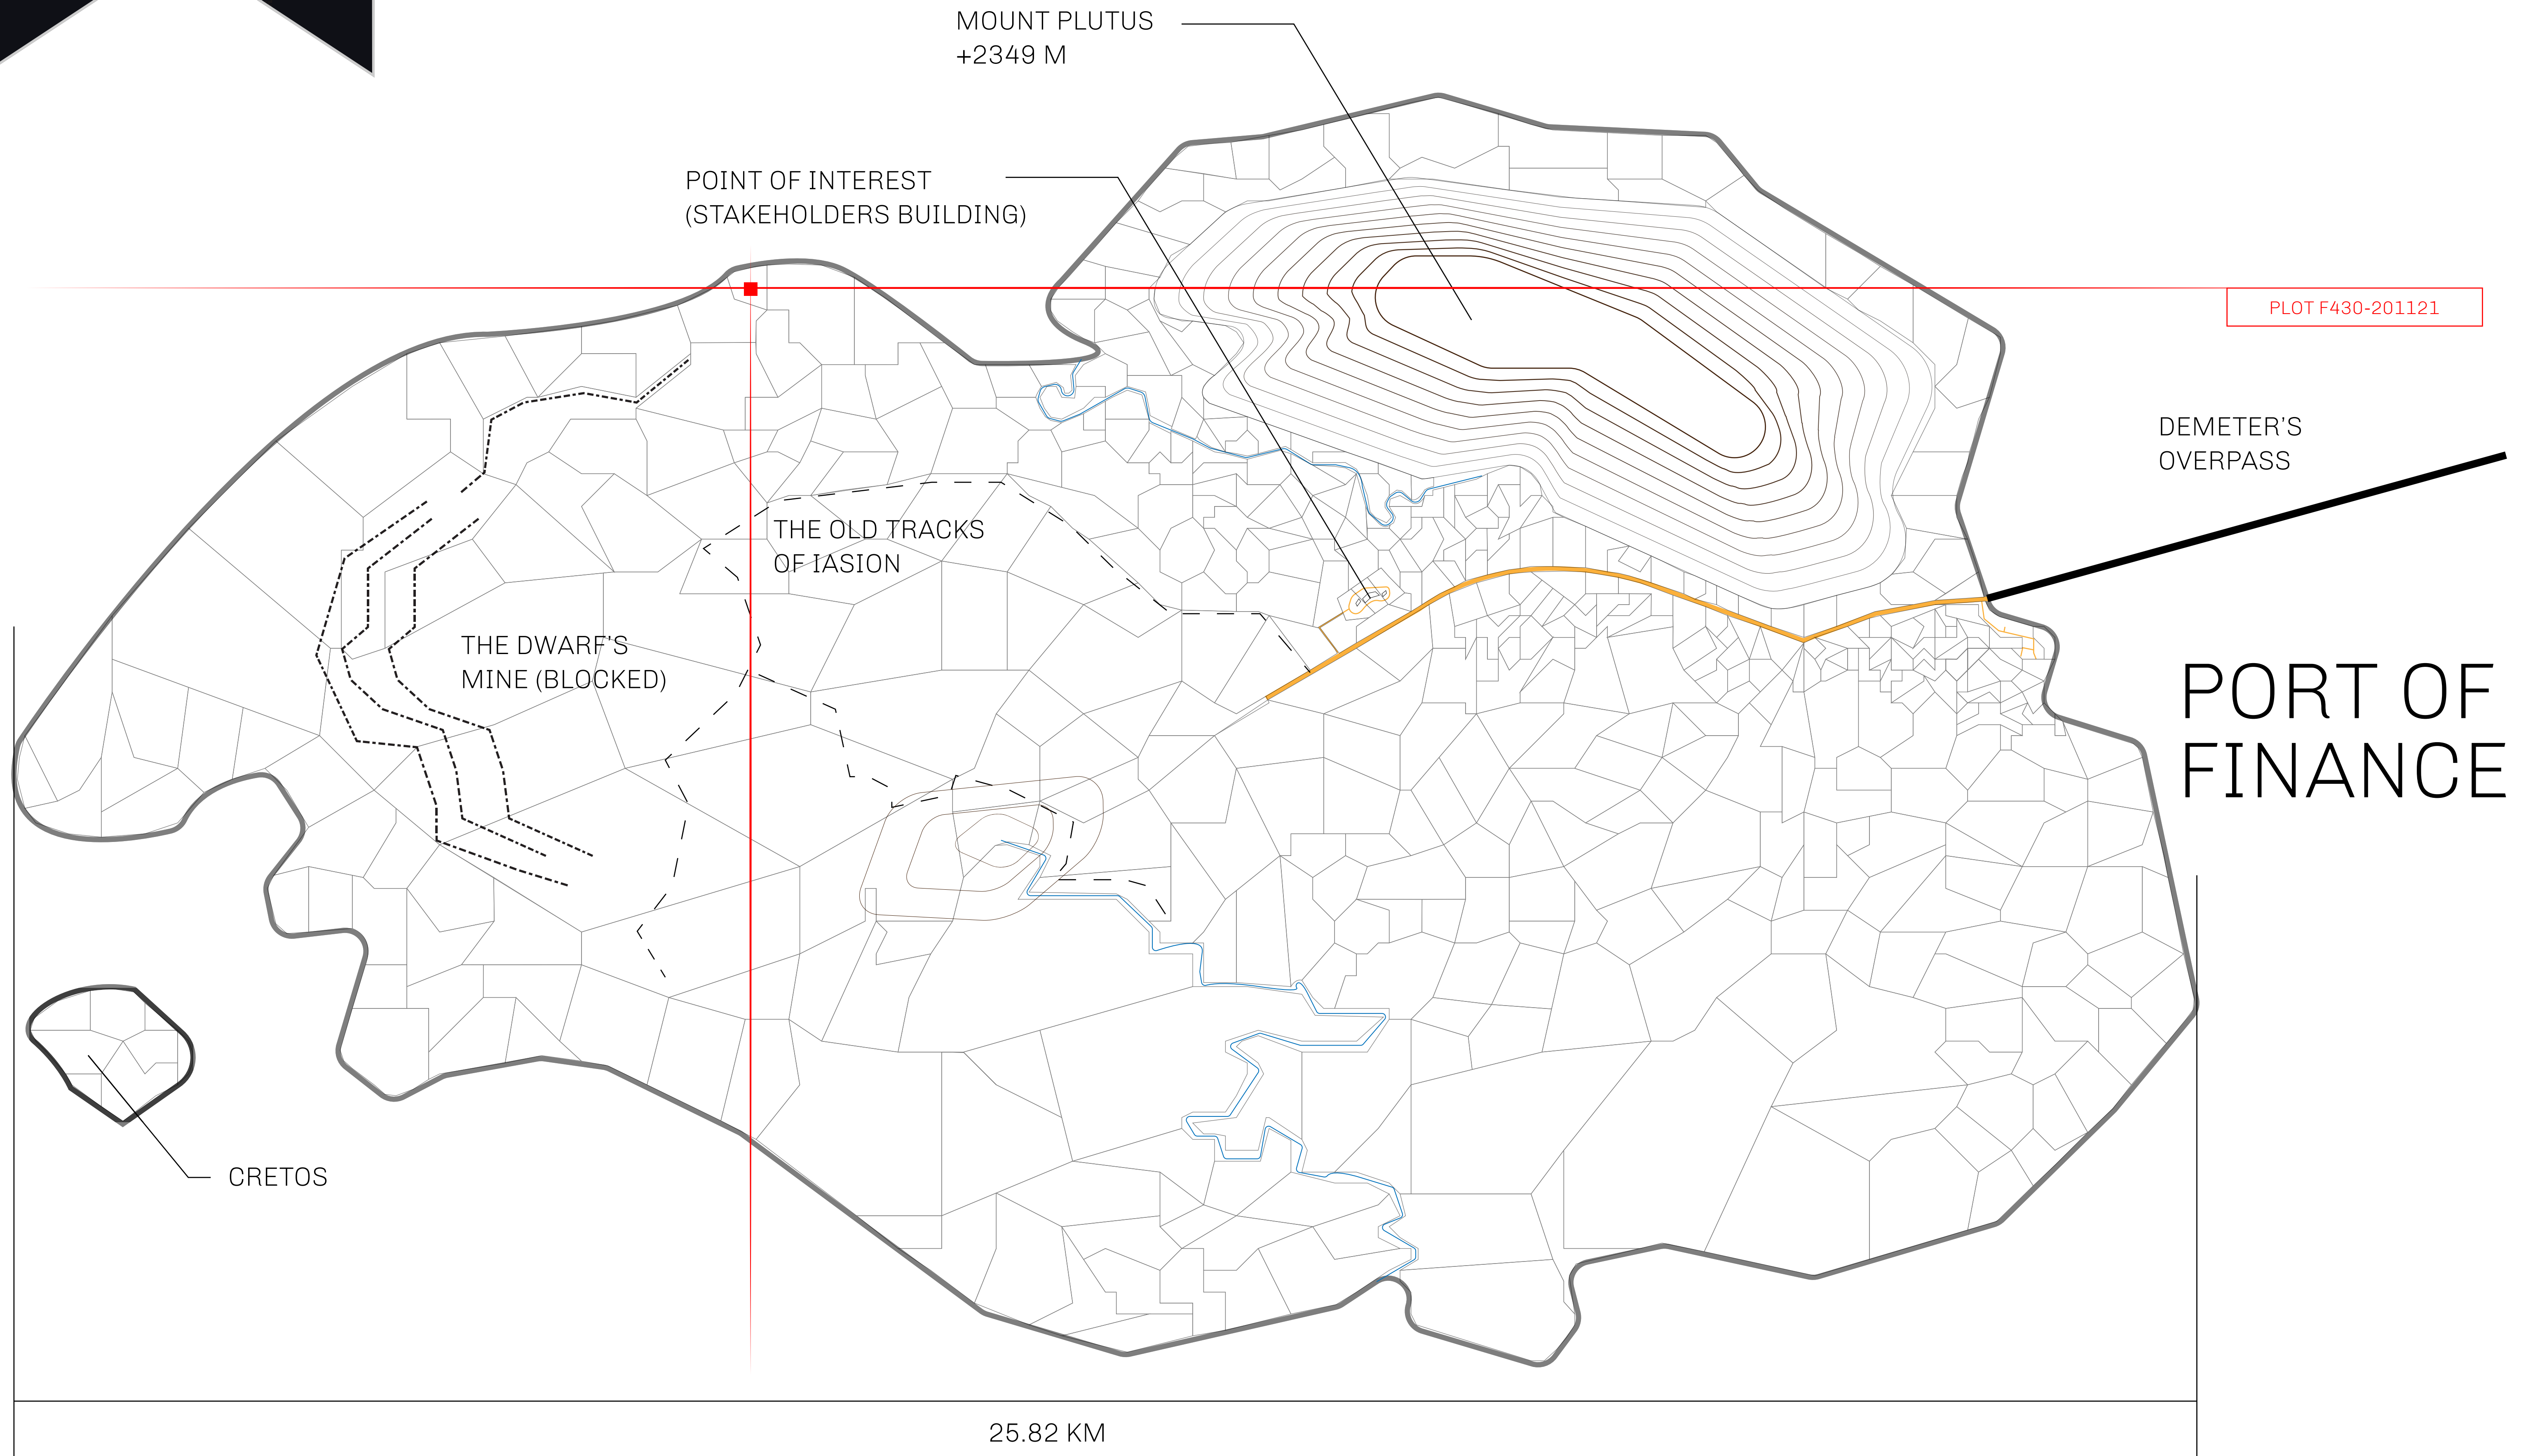 MOUNT PLUTUS
+2349 M
POINT OF INTEREST
(STAKEHOLDERS BUILDING)
PLOT F430-201121
DEMETER'S
OVERPASS
THE OLD TRACKS
OF IASION
THE DWARF'S
MINE (BLOCKED)
PORT OF
FINANCE
CRETOS
25.82 KM